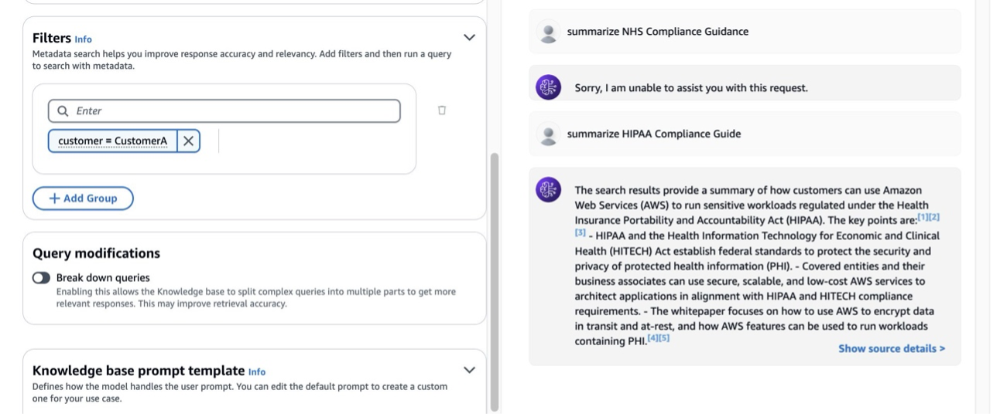 Filters Info
Metadata search helps you improve response accuracy and relevancy. Add filters and then run a query
to search with metadata.
Enter
customer = CustomerA
Add Group
Query modifications
Break down queries
Enabling this allows the Knowledge base to split complex queries into multiple parts to get more
relevant responses. This may improve retrieval accuracy.
Knowledge base prompt template Info
Defines how the model handles the user prompt. You can edit the default prompt to create a custom
one for your use case.
summarize NHS Compliance Guidance
Sorry, I am unable to assist you with this request.
summarize HIPAA Compliance Guide
The search results provide a summary of how customers can use Amazon
Web Services (AWS) to run sensitive workloads regulated under the Health
Insurance Portability and Accountability Act (HIPAA). The key points are:[1][2]
[3] - HIPAA and the Health Information Technology for Economic and Clinical
Health (HITECH) Act establish federal standards to protect the security and
privacy of protected health information (PHI). - Covered entities and their
business associates can use secure, scalable, and low-cost AWS services to
architect applications in alignment with HIPAA and HITECH compliance
requirements. - The whitepaper focuses on how to use AWS to encrypt data
in transit and at-rest, and how AWS features can be used to run workloads
containing PHI.[4][5]
Show source details >